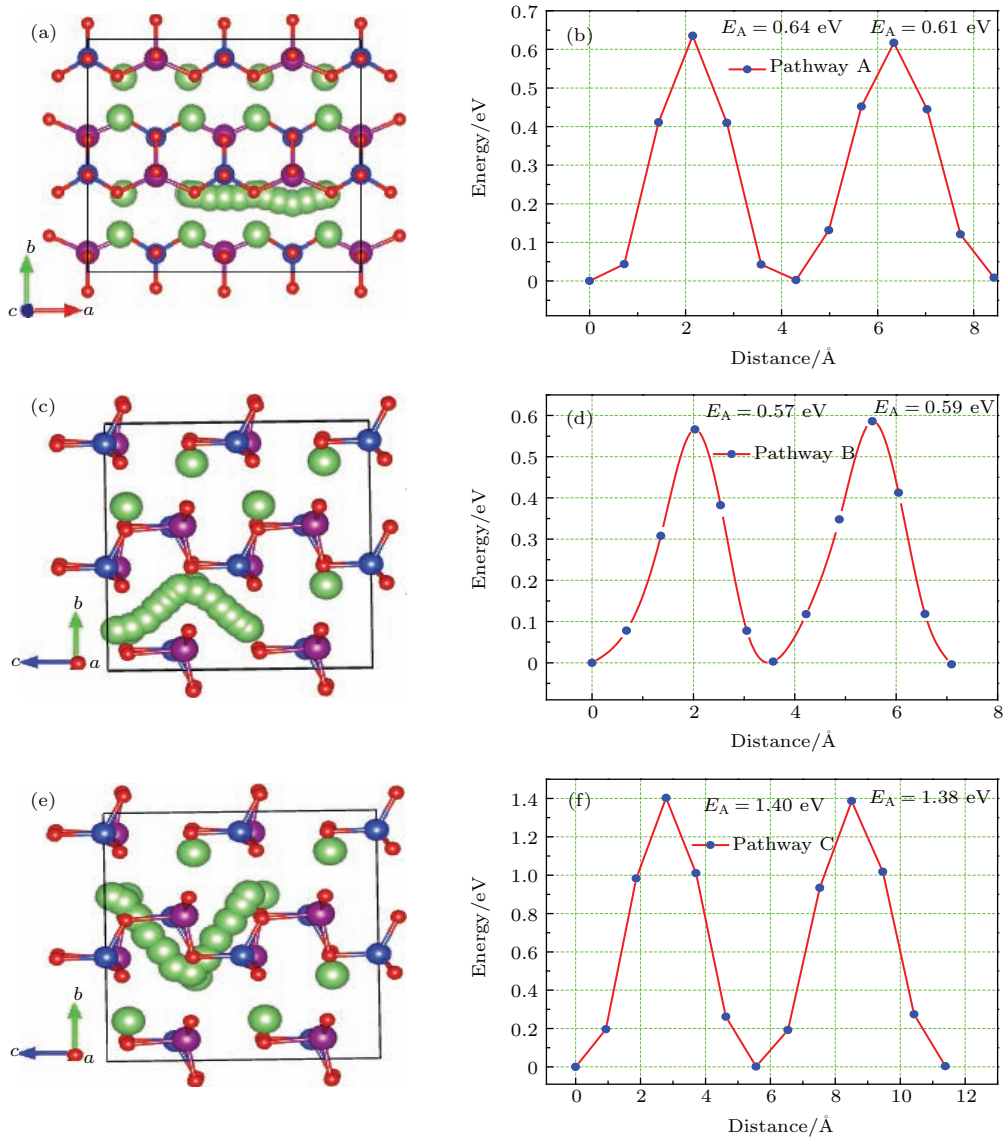 (a)
b
c
a
(b)
E_A = 0.64 eV E_A = 0.61 eV
Pathway A
0.7
0.6
0.5
0.4
0.3
0.2
0.1
0
Energy/eV
0 2 4 6 8
Distance/Å
(c)
b
c
a
(d)
E_A = 0.57 eV E_A = 0.59 eV
Pathway B
0.6
0.5
0.4
0.3
0.2
0.1
0
Energy/eV
0 2 4 6 8
Distance/Å
(e)
b
c
a
(f)
E_A = 1.40 eV E_A = 1.38 eV
Pathway C
1.4
1.2
1.0
0.8
0.6
0.4
0.2
0
Energy/eV
0 2 4 6 8 10 12
Distance/Å